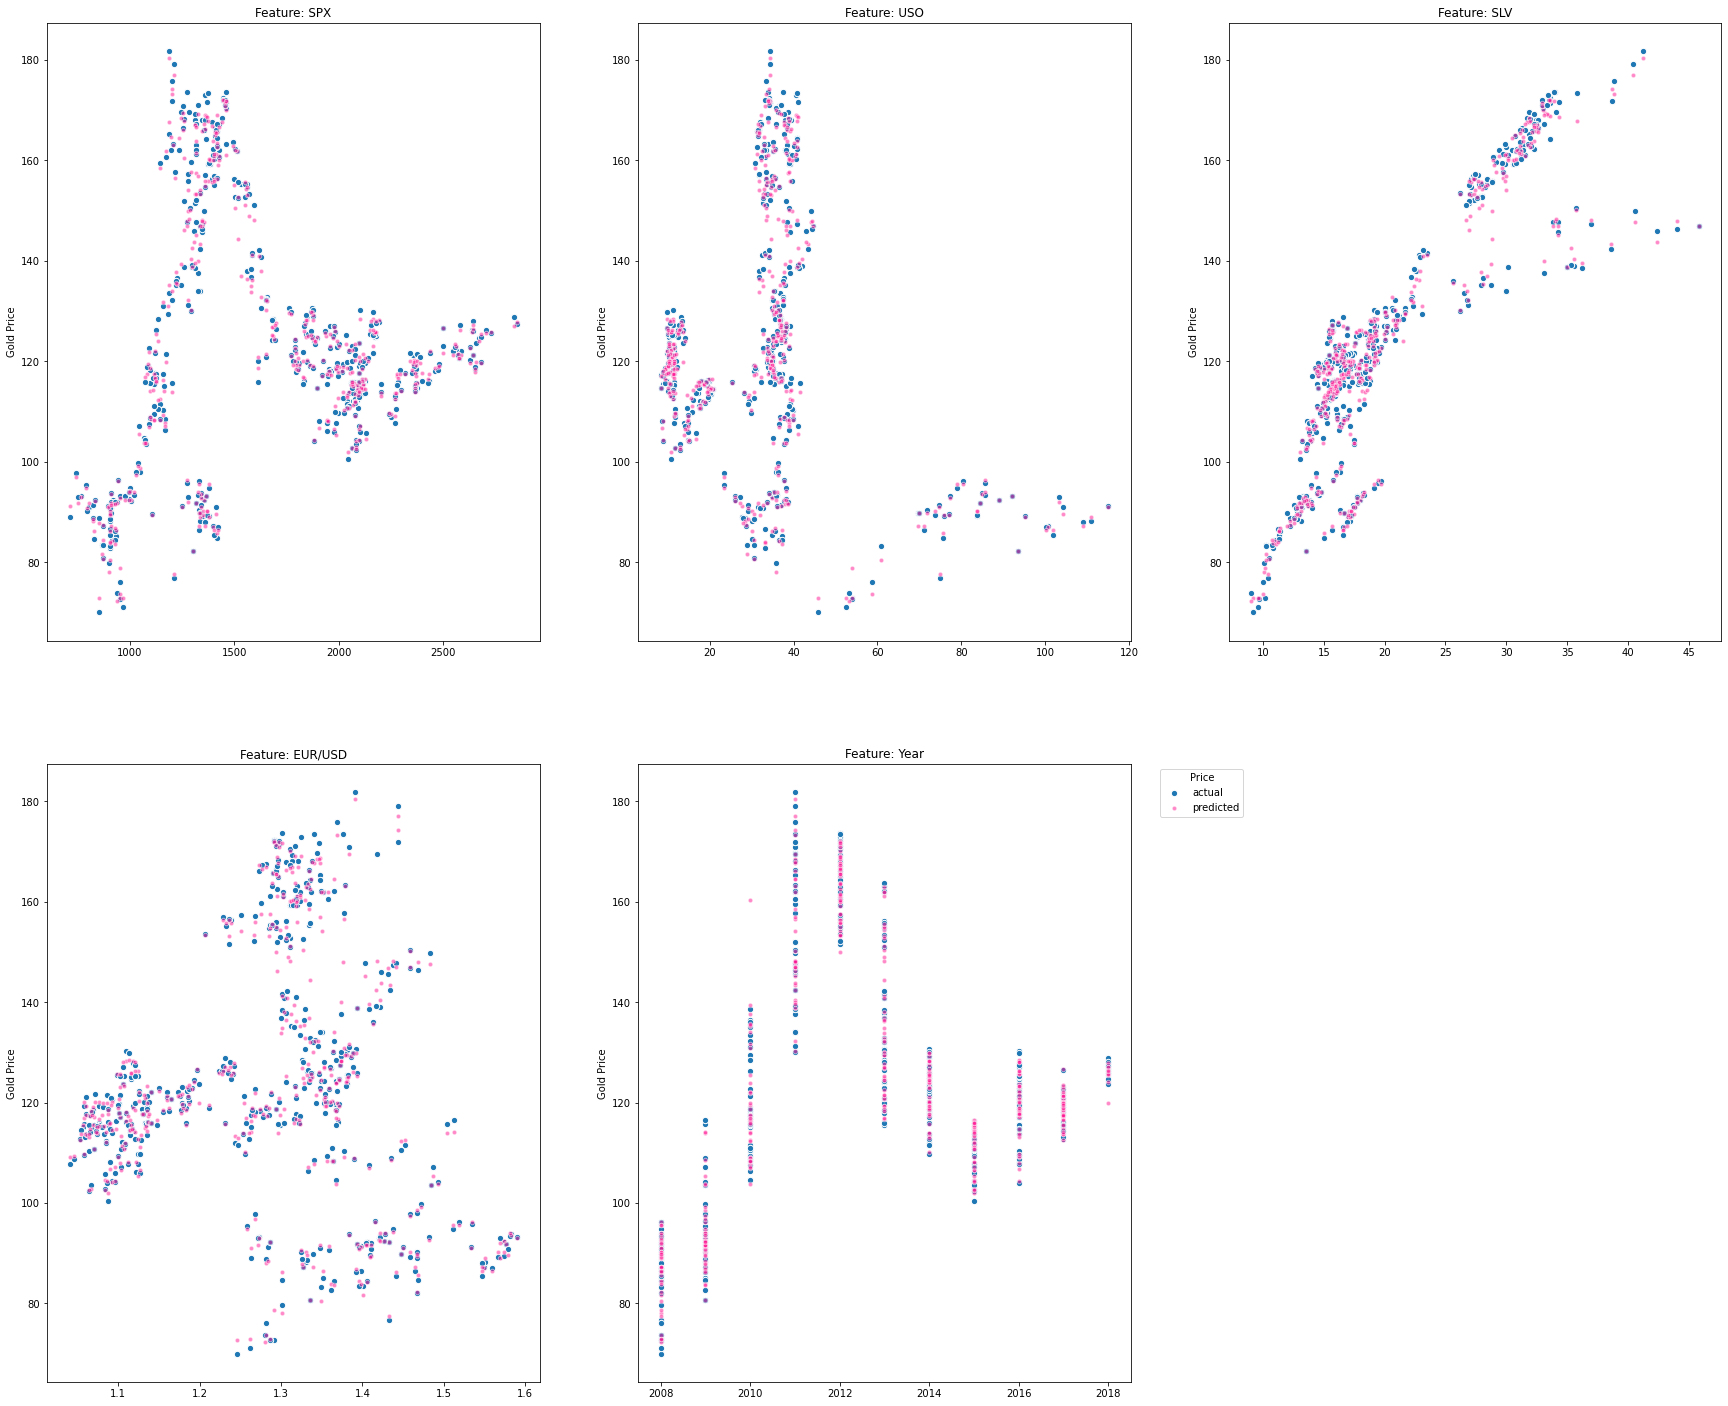 Feature: SPX
Gold Price
180
160
140
120
100
80
1000 1500 2000 2500
Feature: USO
Gold Price
180
160
140
120
100
80
20 40 60 80 100 120
Feature: SLV
Gold Price
180
160
140
120
100
80
10 15 20 25 30 35 40 45
Feature: EUR/USD
Gold Price
180
160
140
120
100
80
1.1 1.2 1.3 1.4 1.5 1.6
Feature: Year
Gold Price
180
160
140
120
100
80
2008 2010 2012 2014 2016 2018
Price
actual
predicted